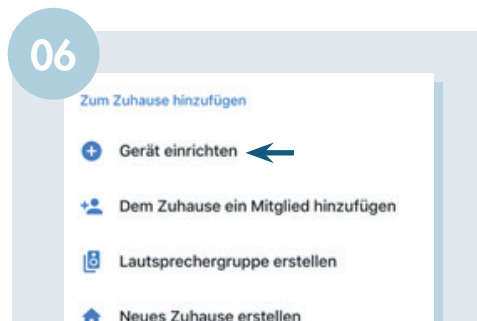 06
Zum Zuhause hinzufügen
Gerät einrichten
Dem Zuhause ein Mitglied hinzufügen
Lautsprechergruppe erstellen
Neues Zuhause erstellen